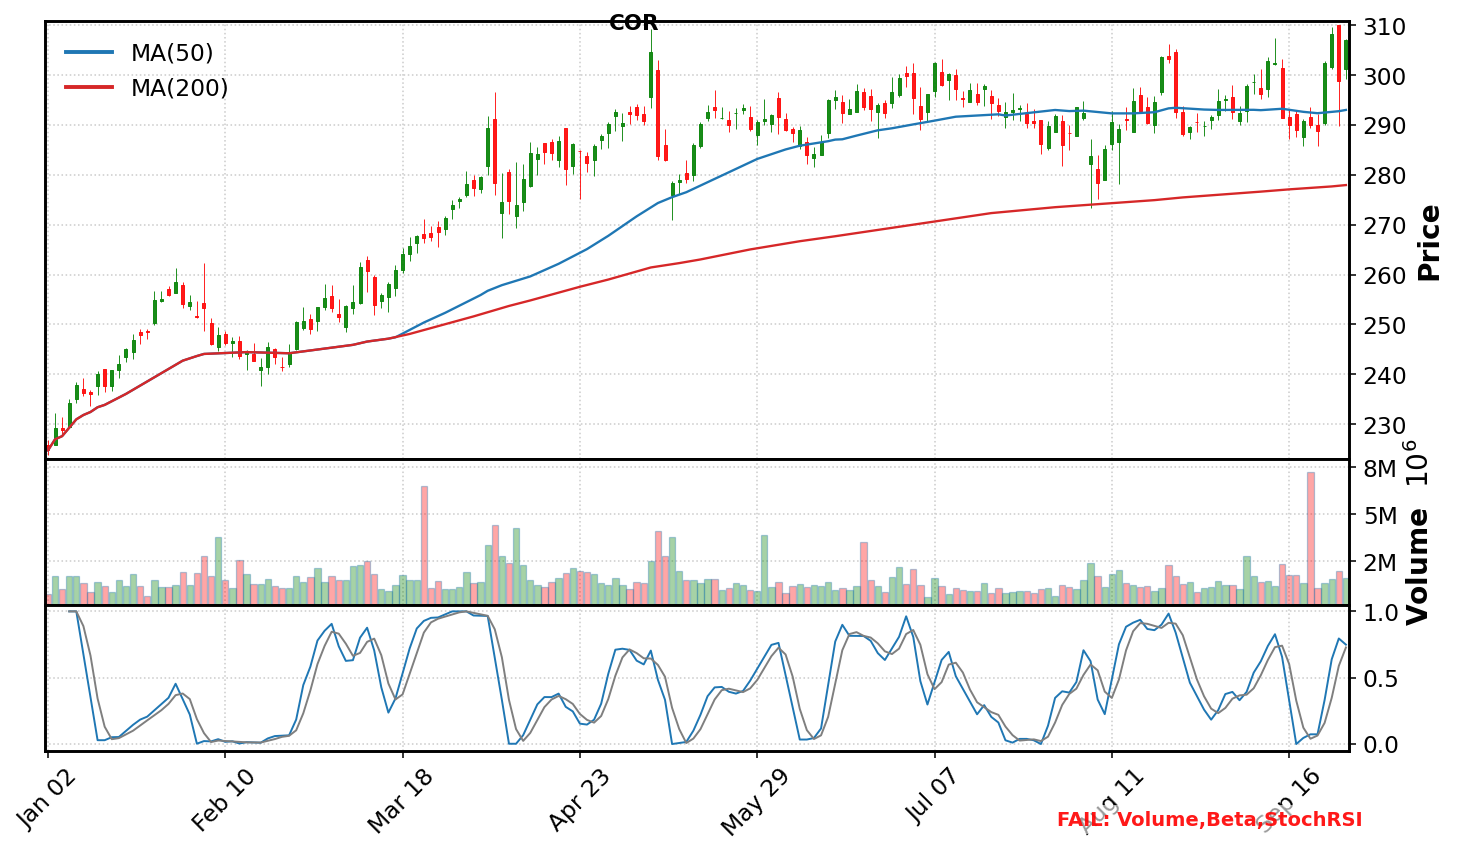 COR
MA(50)
MA(200)
310
300
290
280
270
260
250
240
230
Price
8M
5M
2M
Volume 10^6
1.0
0.5
0.0
Jan 02
Feb 10
Mar 18
Apr 23
May 29
Jul 07
Aug 11
Sep 16
FAIL: Volume,Beta,StochRSI